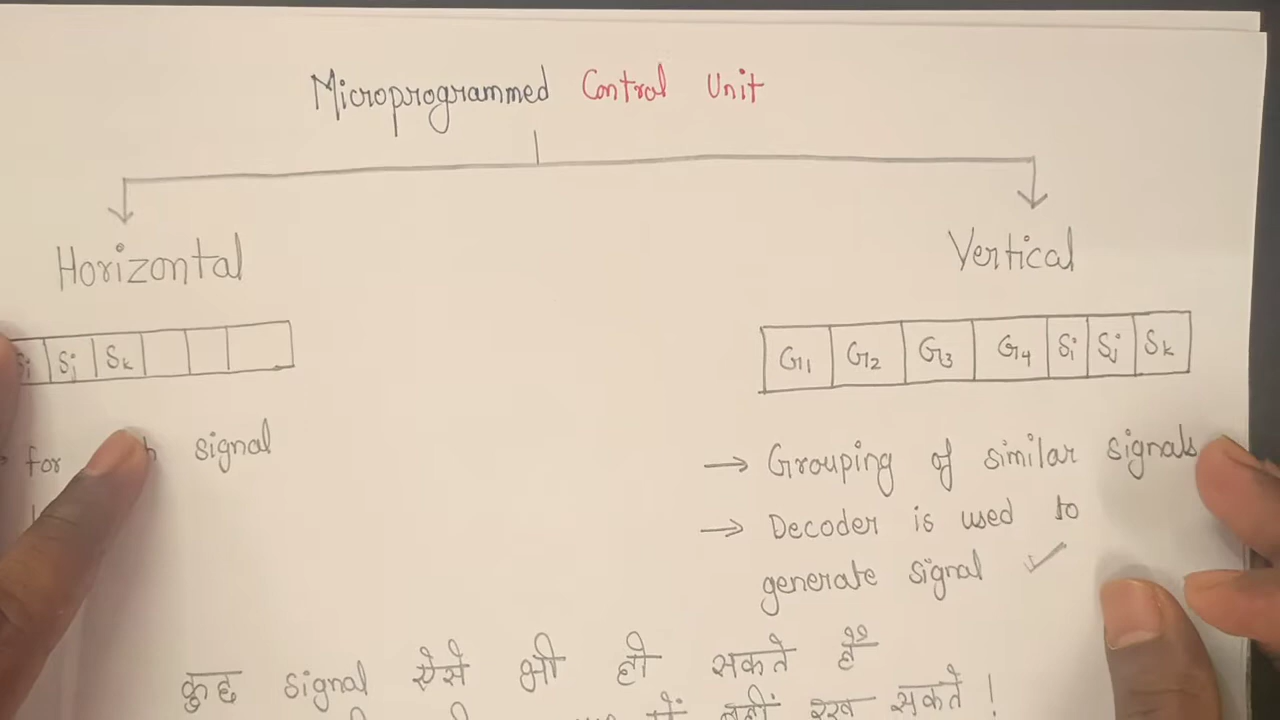 Microprogrammed Control Unit
Horizontal
Vertical
Sj Sk
G1 G2 G3 G4 Si Sj Sk
for signal
→ Grouping of similar signals
→ Decoder is used to
generate signal ✓
कुछ signal ऐसे भी हो सकते हैं
में नहीं रख सकते !